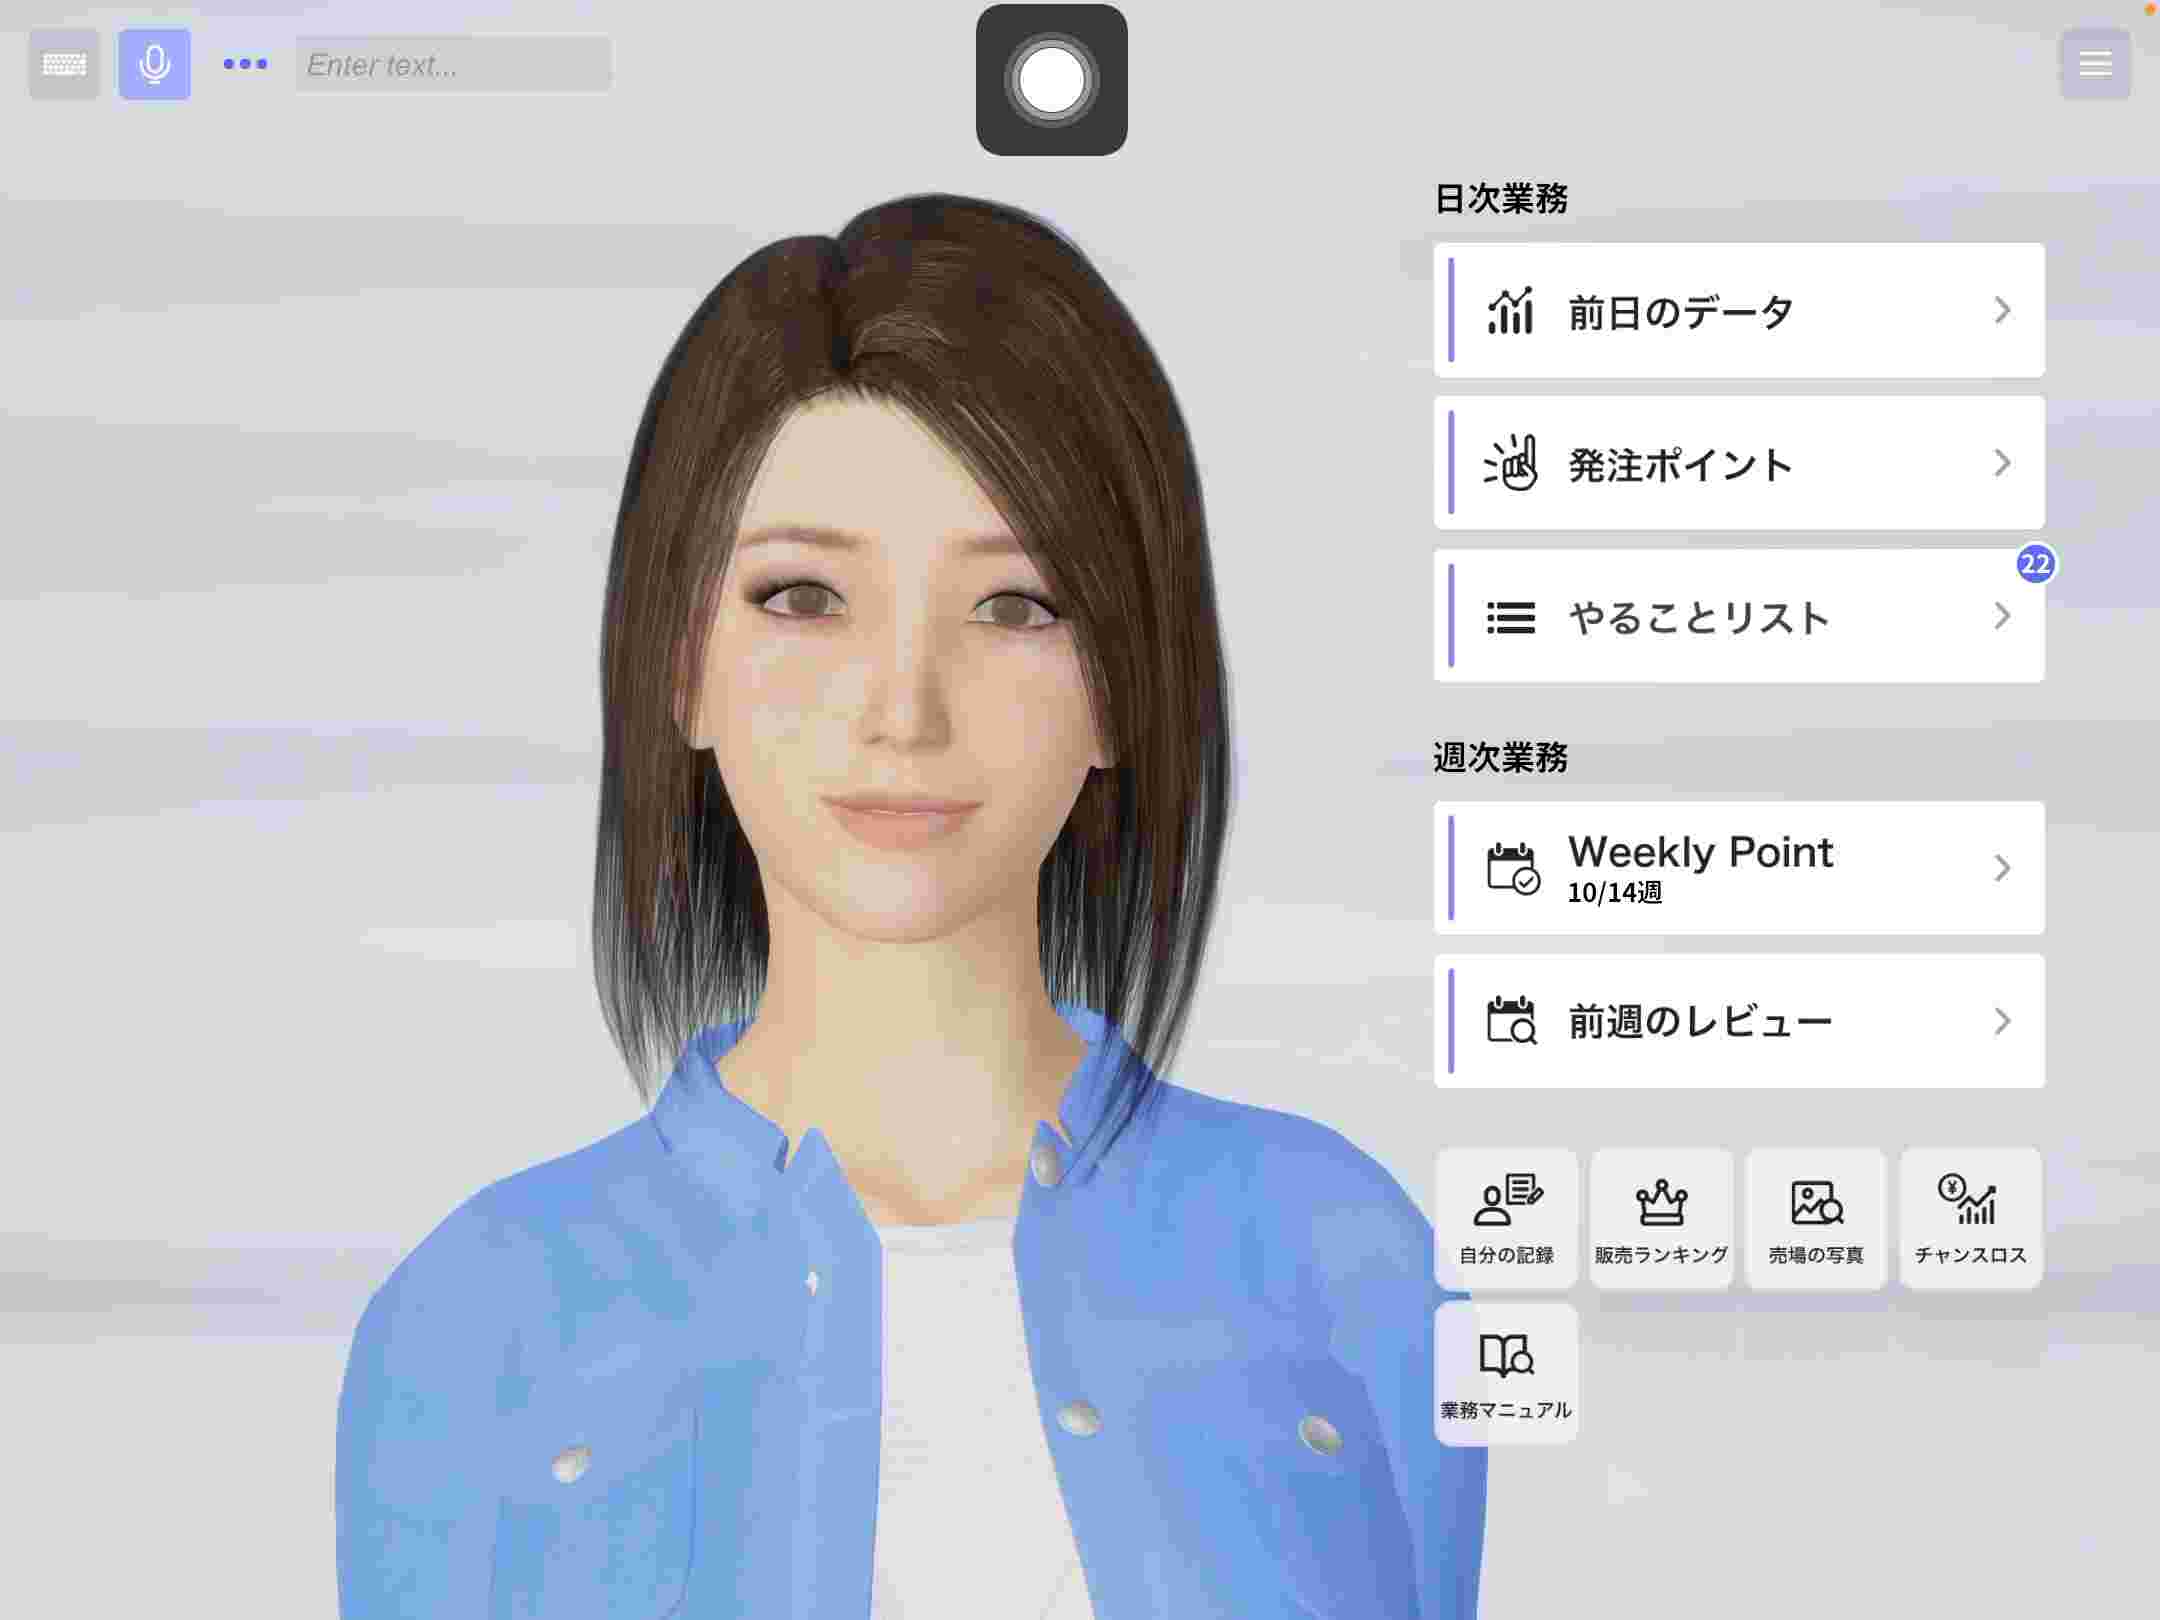 Enter text...
日次業務
前日のデータ
発注ポイント
22
やることリスト
週次業務
Weekly Point
10/14週
前週のレビュー
自分の記録
販売ランキング
売場の写真
チャンスロス
業務マニュアル